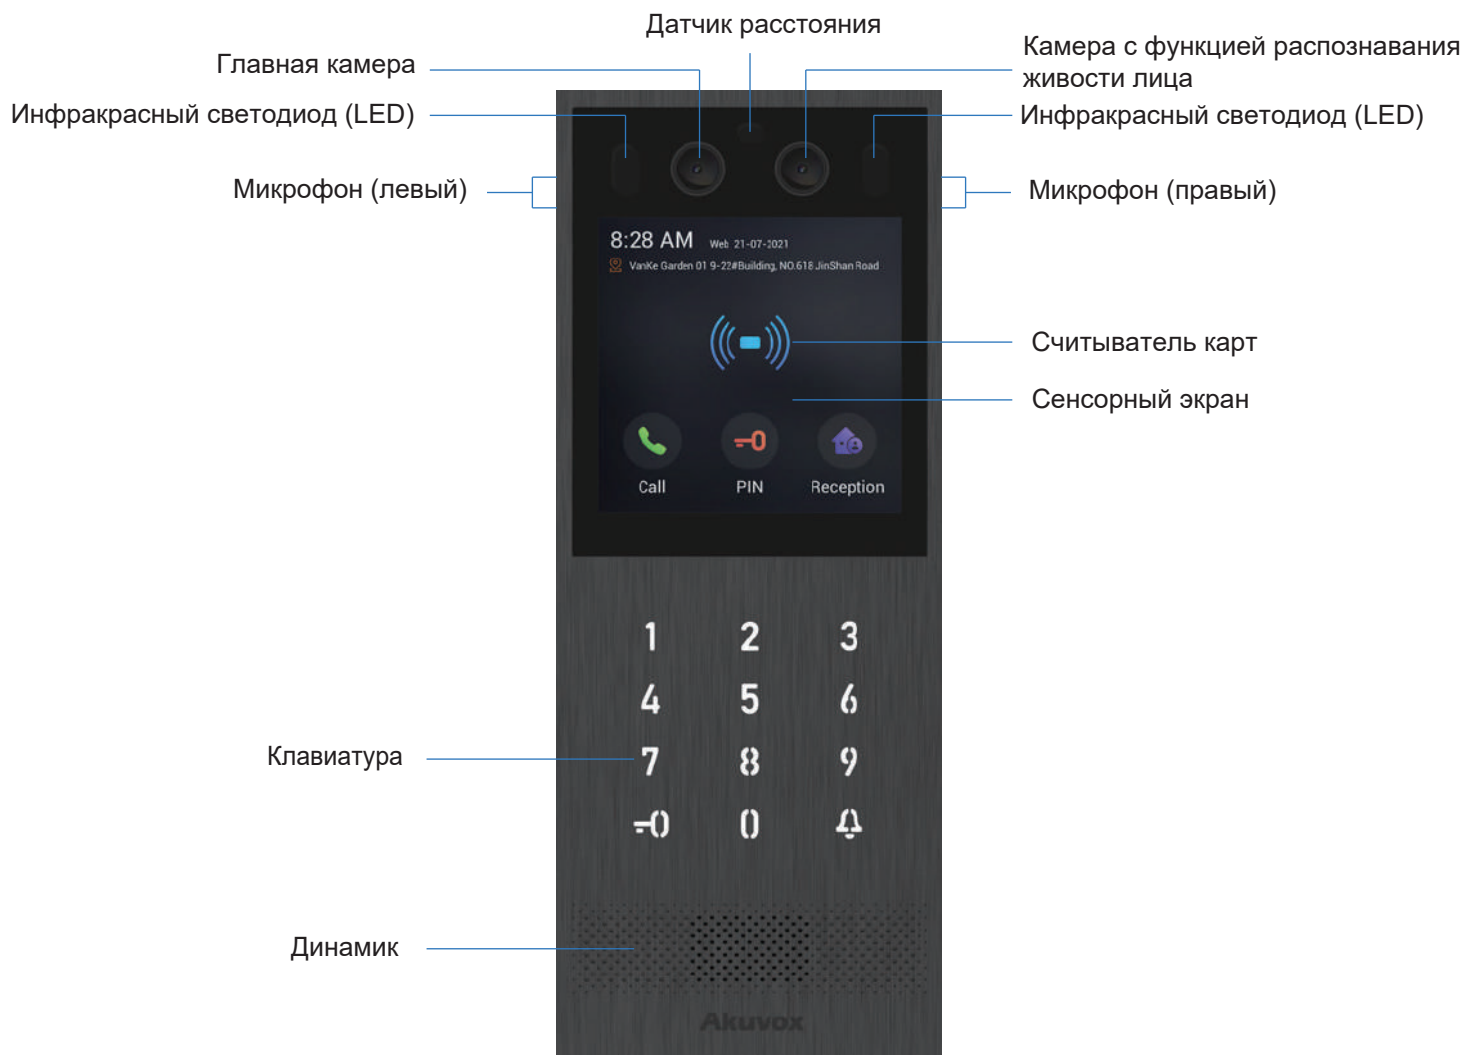 Датчик расстояния
Главная камера
Камера с функцией распознавания
живости лица
Инфракрасный светодиод (LED)
Инфракрасный светодиод (LED)
Микрофон (левый)
Микрофон (правый)
8:28 AM Web 21-07-2021
VanKe Garden 01 9-22#Building, NO.618 JinShan Road
Считыватель карт
Сенсорный экран
Call PIN Reception
1 2 3
4 5 6
Клавиатура
7 8 9
0
Динамик
Akuvox